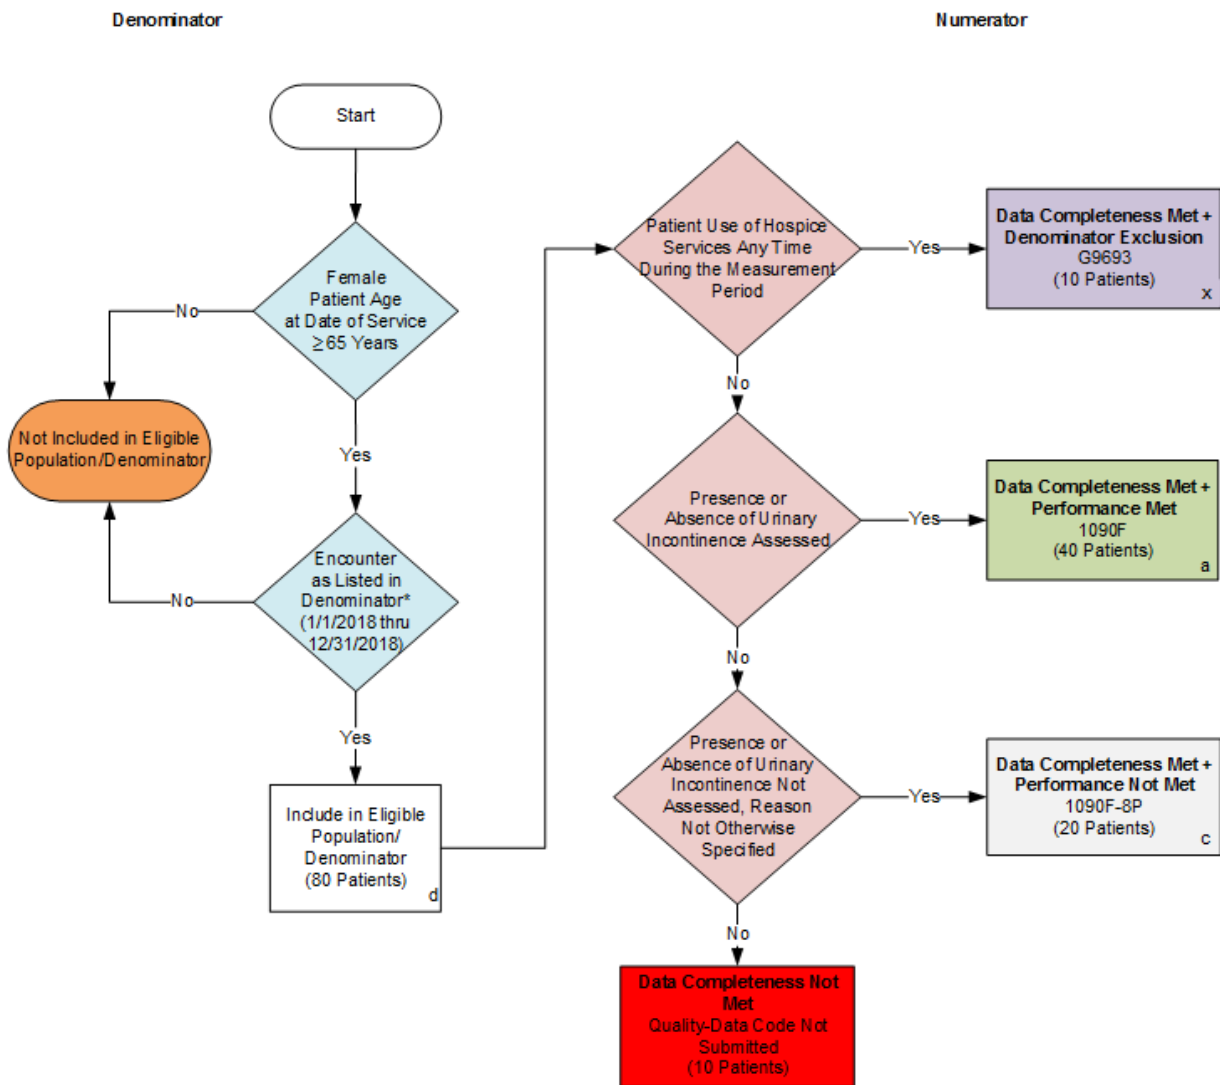 Denominator
Numerator
Start
Female
Patient Age
at Date of Service
≥ 65 Years
No
Not Included in Eligible
Population/Denominator
Yes
Encounter
as Listed in
Denominator*
(1/1/2018 thru
12/31/2018)
No
Yes
Include in Eligible
Population/
Denominator
(80 Patients)
d
Patient Use of Hospice
Services Any Time
During the Measurement
Period
Yes
Data Completeness Met +
Denominator Exclusion
G9693
(10 Patients)
x
No
Presence or
Absence of Urinary
Incontinence Assessed
Yes
Data Completeness Met +
Performance Met
1090F
(40 Patients)
a
No
Presence or
Absence of Urinary
Incontinence Not
Assessed, Reason
Not Otherwise
Specified
Yes
Data Completeness Met +
Performance Not Met
1090F-8P
(20 Patients)
c
No
Data Completeness Not
Met
Quality-Data Code Not
Submitted
(10 Patients)